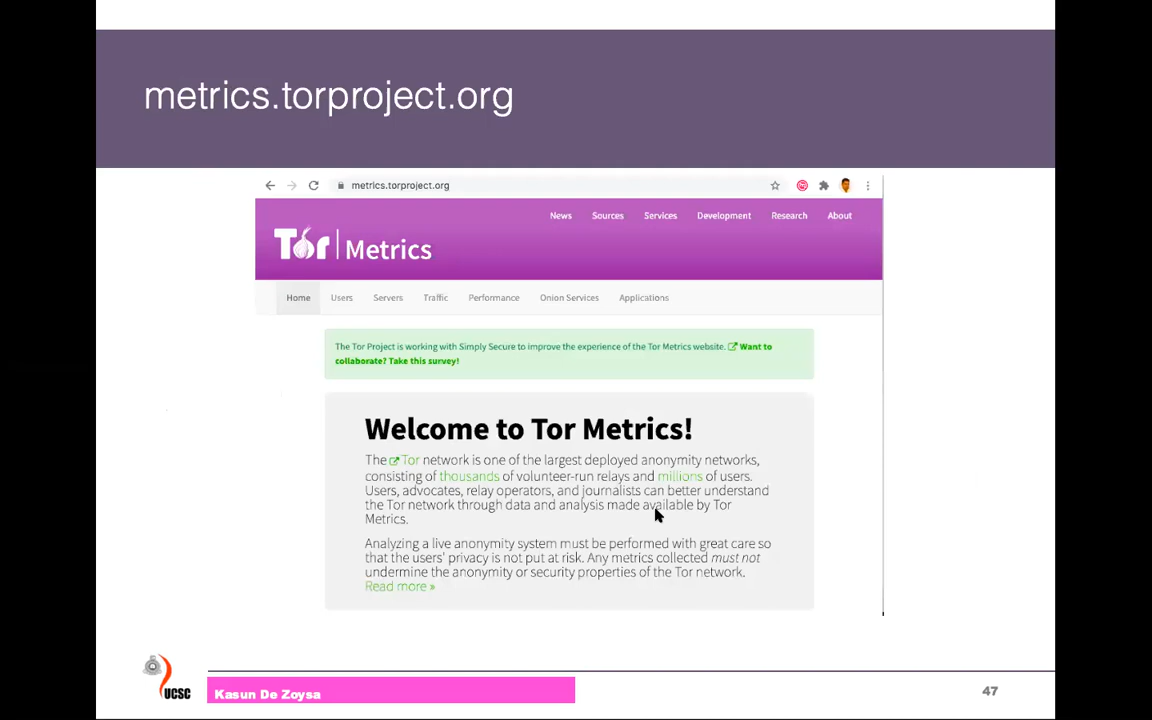 metrics.torproject.org
metrics.torproject.org
News Sources Services Development Research About
Tor | Metrics
Home Users Servers Traffic Performance Onion Services Applications
The Tor Project is working with Simply Secure to improve the experience of the Tor Metrics website. Want to
collaborate? Take this survey!
Welcome to Tor Metrics!
The Tor network is one of the largest deployed anonymity networks,
consisting of thousands of volunteer-run relays and millions of users.
Users, advocates, relay operators, and journalists can better understand
the Tor network through data and analysis made available by Tor
Metrics.
Analyzing a live anonymity system must be performed with great care so
that the users' privacy is not put at risk. Any metrics collected must not
undermine the anonymity or security properties of the Tor network.
Read more »
UCSC
Kasun De Zoysa
47